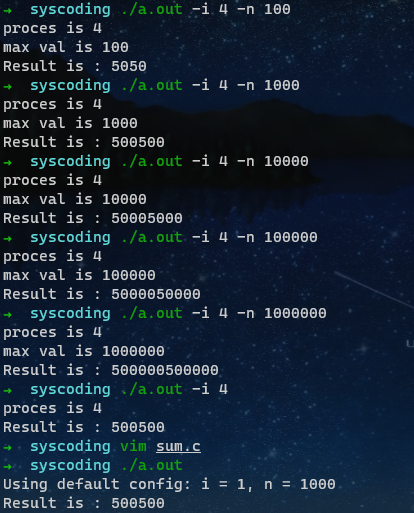 → syscoding ./a.out -i 4 -n 100
proces is 4
max val is 100
Result is : 5050
→ syscoding ./a.out -i 4 -n 1000
proces is 4
max val is 1000
Result is : 500500
→ syscoding ./a.out -i 4 -n 10000
proces is 4
max val is 10000
Result is : 50005000
→ syscoding ./a.out -i 4 -n 100000
proces is 4
max val is 100000
Result is : 5000050000
→ syscoding ./a.out -i 4 -n 1000000
proces is 4
max val is 1000000
Result is : 500000500000
→ syscoding ./a.out -i 4
proces is 4
Result is : 500500
→ syscoding vim sum.c
→ syscoding ./a.out
Using default config: i = 1, n = 1000
Result is : 500500